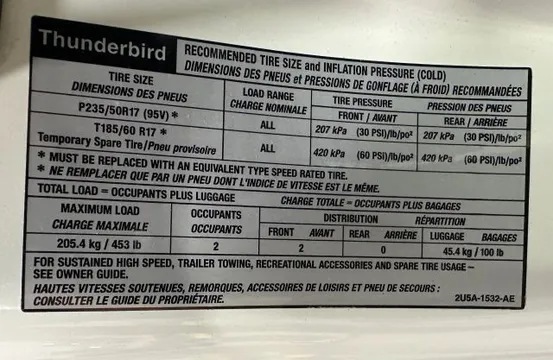 Thunderbird
RECOMMENDED TIRE SIZE and INFLATION PRESSURE (COLD)
DIMENSIONS DES PNEUS et PRESSIONS DE GONFLAGE (À FROID) RECOMMANDÉES
TIRE SIZE
DIMENSIONS DES PNEUS
LOAD RANGE
CHARGE NOMINALE
TIRE PRESSURE PRESSION DES PNEUS
FRONT / AVANT REAR / ARRIÈRE
P235/50R17 (95V) * ALL 207 kPa (30 PSI)/lb/po² 207 kPa (30 PSI)/lb/po²
T185/60 R17 *
Temporary Spare Tire/Pneu provisoire ALL 420 kPa (60 PSI)/lb/po² 420 kPa (60 PSI)/lb/po²
* MUST BE REPLACED WITH AN EQUIVALENT TYPE SPEED RATED TIRE.
* NE REMPLACER QUE PAR UN PNEU DONT L'INDICE DE VITESSE EST LE MÊME.
TOTAL LOAD = OCCUPANTS PLUS LUGGAGE CHARGE TOTALE = OCCUPANTS PLUS BAGAGES
MAXIMUM LOAD
CHARGE MAXIMALE
OCCUPANTS
OCCUPANTS
DISTRIBUTION RÉPARTITION
FRONT AVANT REAR ARRIÈRE LUGGAGE BAGAGES
205.4 kg / 453 lb 2 2 0 45.4 kg / 100 lb
FOR SUSTAINED HIGH SPEED, TRAILER TOWING, RECREATIONAL ACCESSORIES AND SPARE TIRE USAGE –
SEE OWNER GUIDE.
HAUTES VITESSES SOUTENUES, REMORQUES, ACCESSOIRES DE LOISIRS ET PNEU DE SECOURS :
CONSULTER LE GUIDE DU PROPRIÉTAIRE. 2U5A-1532-AE